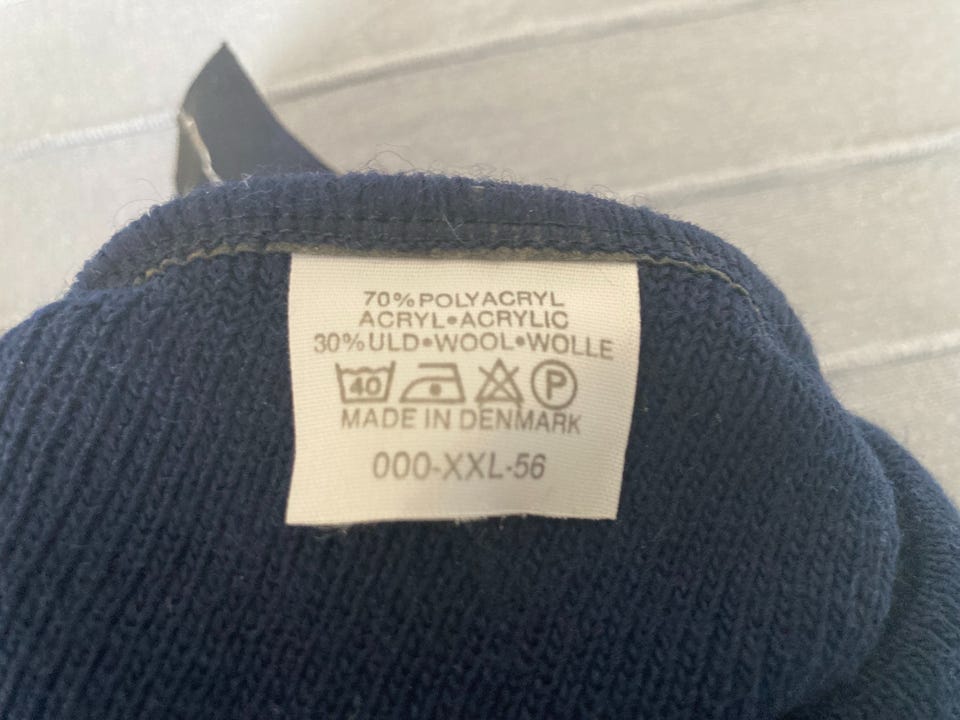 70%POLYACRYL
ACRYL•ACRYLIC
30%ULD•WOOL•WOLLE
40 P
MADE IN DENMARK
000-XXL-56